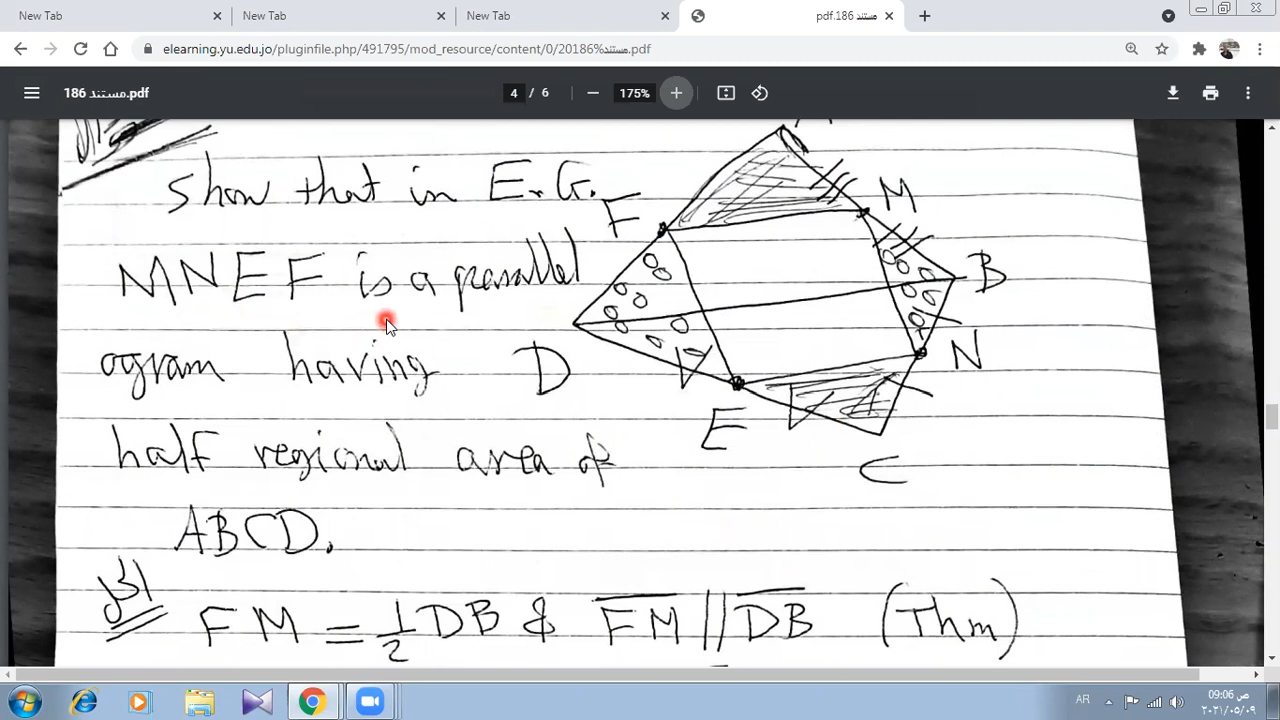 New Tab
New Tab
New Tab
مستند 186.pdf
elearning.yu.edu.jo/pluginfile.php/491795/mod_resource/content/0/20186%مستند.pdf
مستند 186.pdf
4 / 6
175%
show that in E.G.
MNEF is a parallel
ogram having
half regional area of
ABCD.
F
M
B
D
N
E
C
FM = 1/2 DB & FM // DB (Thm)
AR
09:06 ص
٢٠٢١/٠٥/٠٩